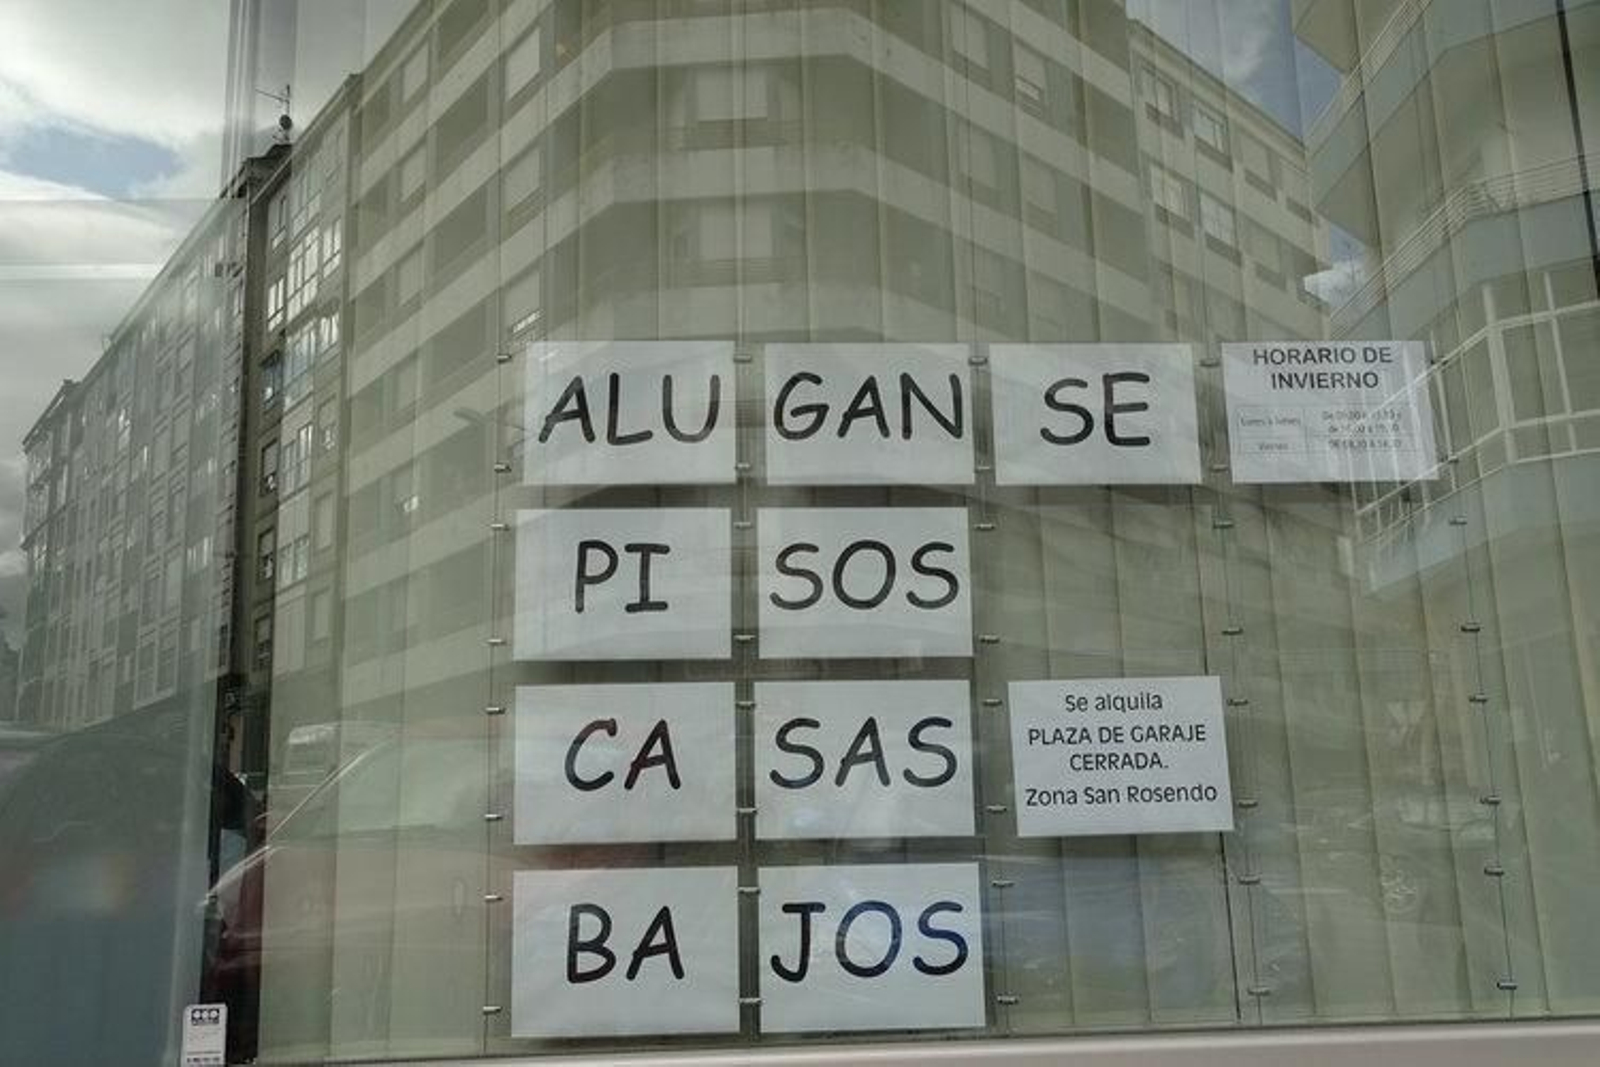 ALU GAN SE
PI SOS
CA SAS
BA JOS
HORARIO DE
INVIERNO
Viernes
Se alquila
PLAZA DE GARAJE
CERRADA.
Zona San Rosendo